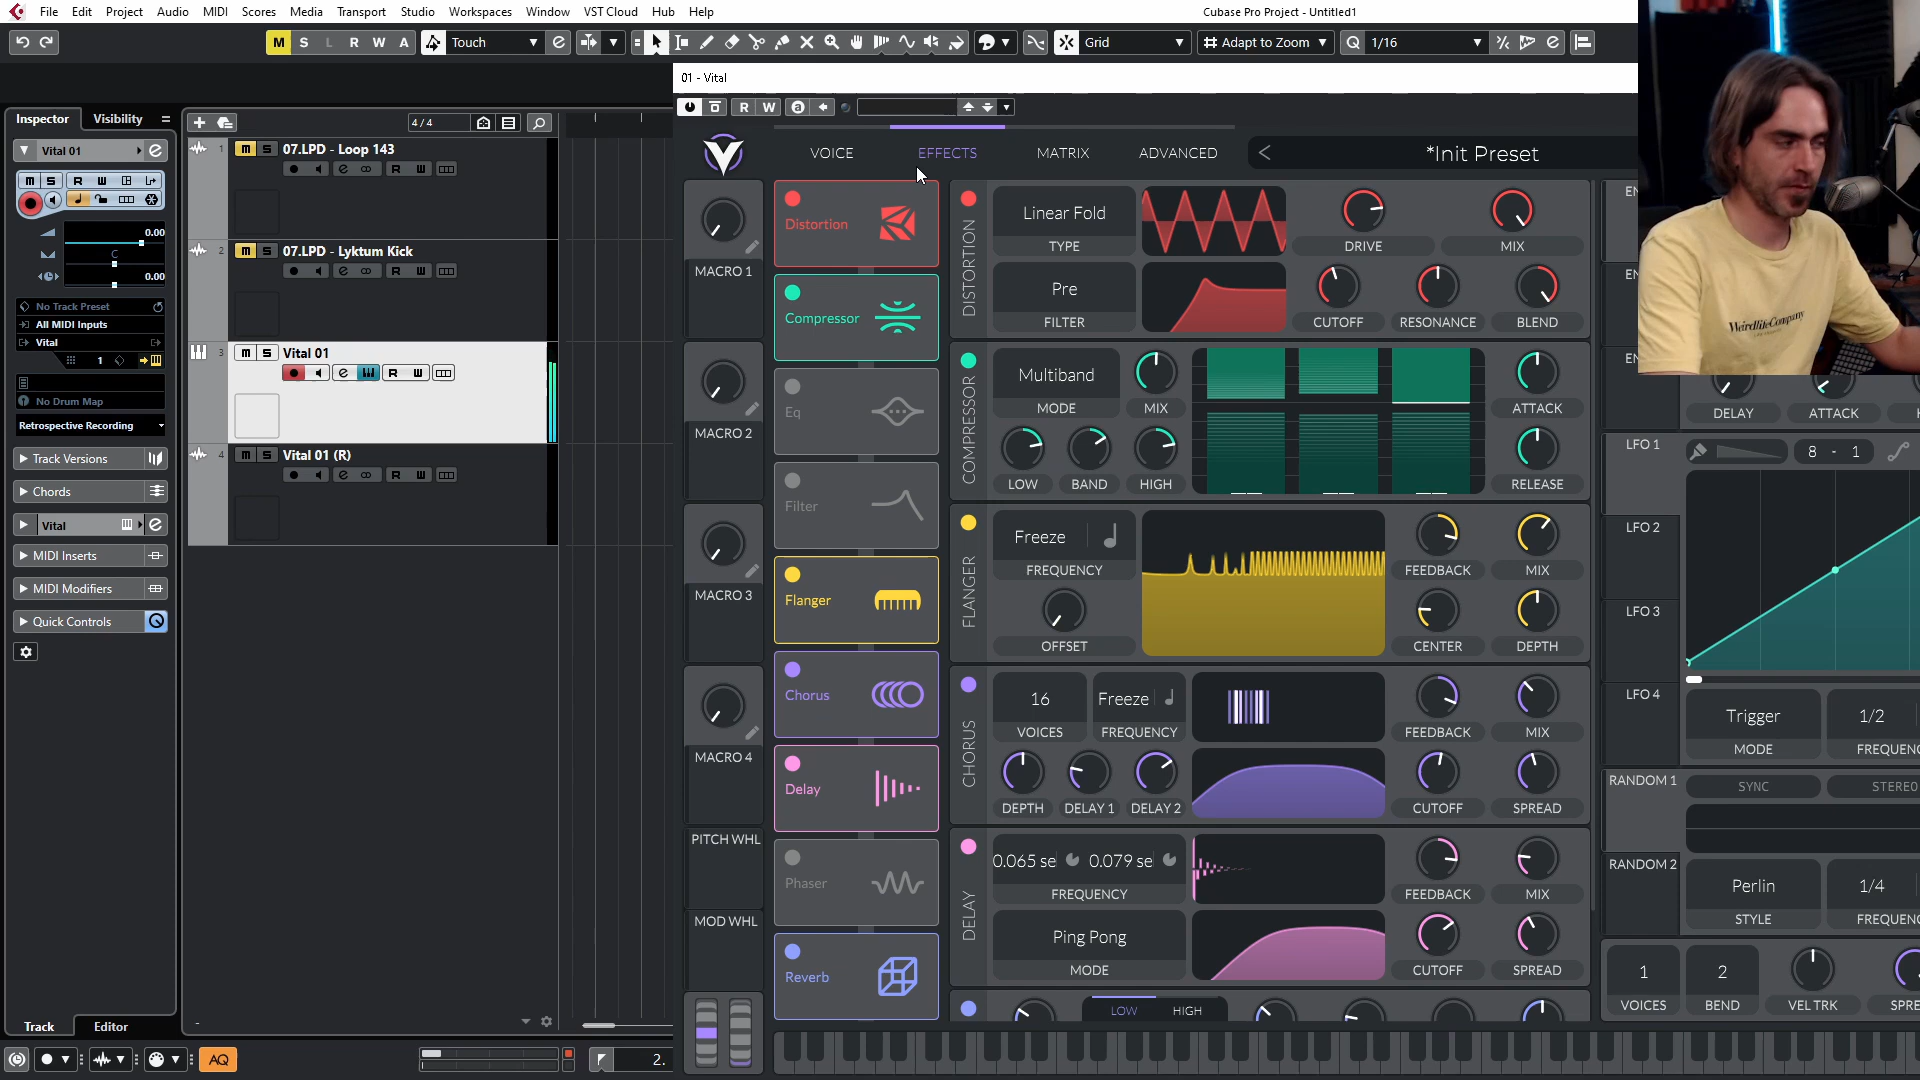 File Edit Project Audio MIDI Scores Media Transport Studio Workspaces Window VST Cloud Hub Help
Cubase Pro Project - Untitled1
M S L R W A Touch Grid Adapt to Zoom Q 1/16
01 - Vital
R W
Inspector Visibility
4 / 4
Vital 01
M S R W
0.00
C
0.00
No Track Preset
All MIDI Inputs
Vital
1
No Drum Map
Retrospective Recording
Track Versions
Chords
Vital
MIDI Inserts
MIDI Modifiers
Quick Controls
Track Editor
1 M S 07.LPD - Loop 143
R W
2 M S 07.LPD - Lyktum Kick
R W
3 M S Vital 01
R W
4 M S Vital 01 (R)
R W
AQ
2.
VOICE EFFECTS MATRIX ADVANCED
*Init Preset
MACRO 1
MACRO 2
MACRO 3
MACRO 4
PITCH WHL
MOD WHL
Distortion
Compressor
Eq
Filter
Flanger
Chorus
Delay
Phaser
Reverb
DISTORTION
Linear Fold
TYPE DRIVE MIX
Pre
FILTER CUTOFF RESONANCE BLEND
COMPRESSOR
Multiband
MODE MIX ATTACK
LOW BAND HIGH RELEASE
FLANGER
Freeze
FREQUENCY FEEDBACK MIX
OFFSET CENTER DEPTH
CHORUS
16 Freeze
VOICES FREQUENCY FEEDBACK MIX
DEPTH DELAY 1 DELAY 2 CUTOFF SPREAD
DELAY
0.065 se 0.079 se
FREQUENCY FEEDBACK MIX
Ping Pong
MODE CUTOFF SPREAD
LOW HIGH
EN
EN
EN
DELAY ATTACK
LFO 1
8 - 1
LFO 2
LFO 3
LFO 4
Trigger 1/2
MODE FREQUENC
RANDOM 1
SYNC STEREO
RANDOM 2
Perlin 1/4
STYLE FREQUENC
1 2
VOICES BEND VEL TRK SPRE
WeirdlifeCompany